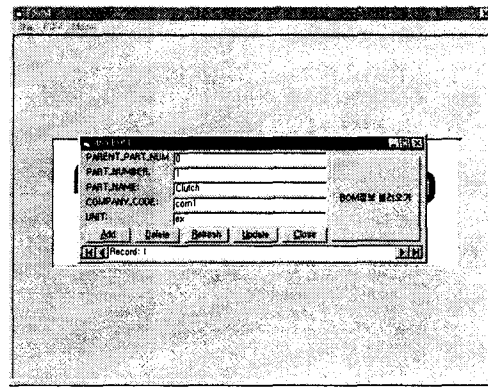 PARENT_PART_NUM: 0
PART_NUMBER: 1
PART_NAME: Clutch
COMPANY_CODE: com1
UNIT: ex
BOM정보 불러오기
Add Delete Refresh Update Close
Record: 1